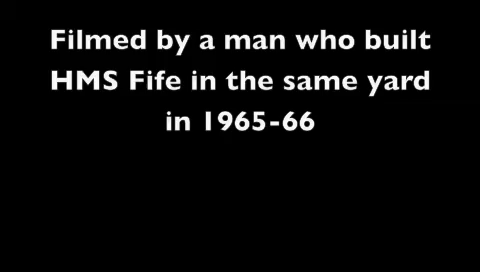 Filmed by a man who built
HMS Fife in the same yard
in 1965-66